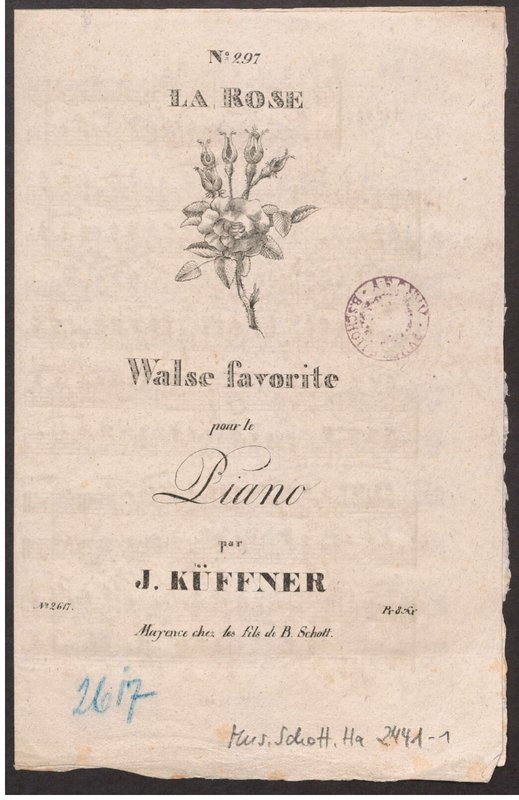 Nº 297
LA ROSE
Walse favorite
pour le
Piano
par
J. KÜFFNER
Nº 2617.
Pr. 8 Kr
Mayence chez les fils de B. Schott.
2617
Mus. Schott. Ha 2441-1